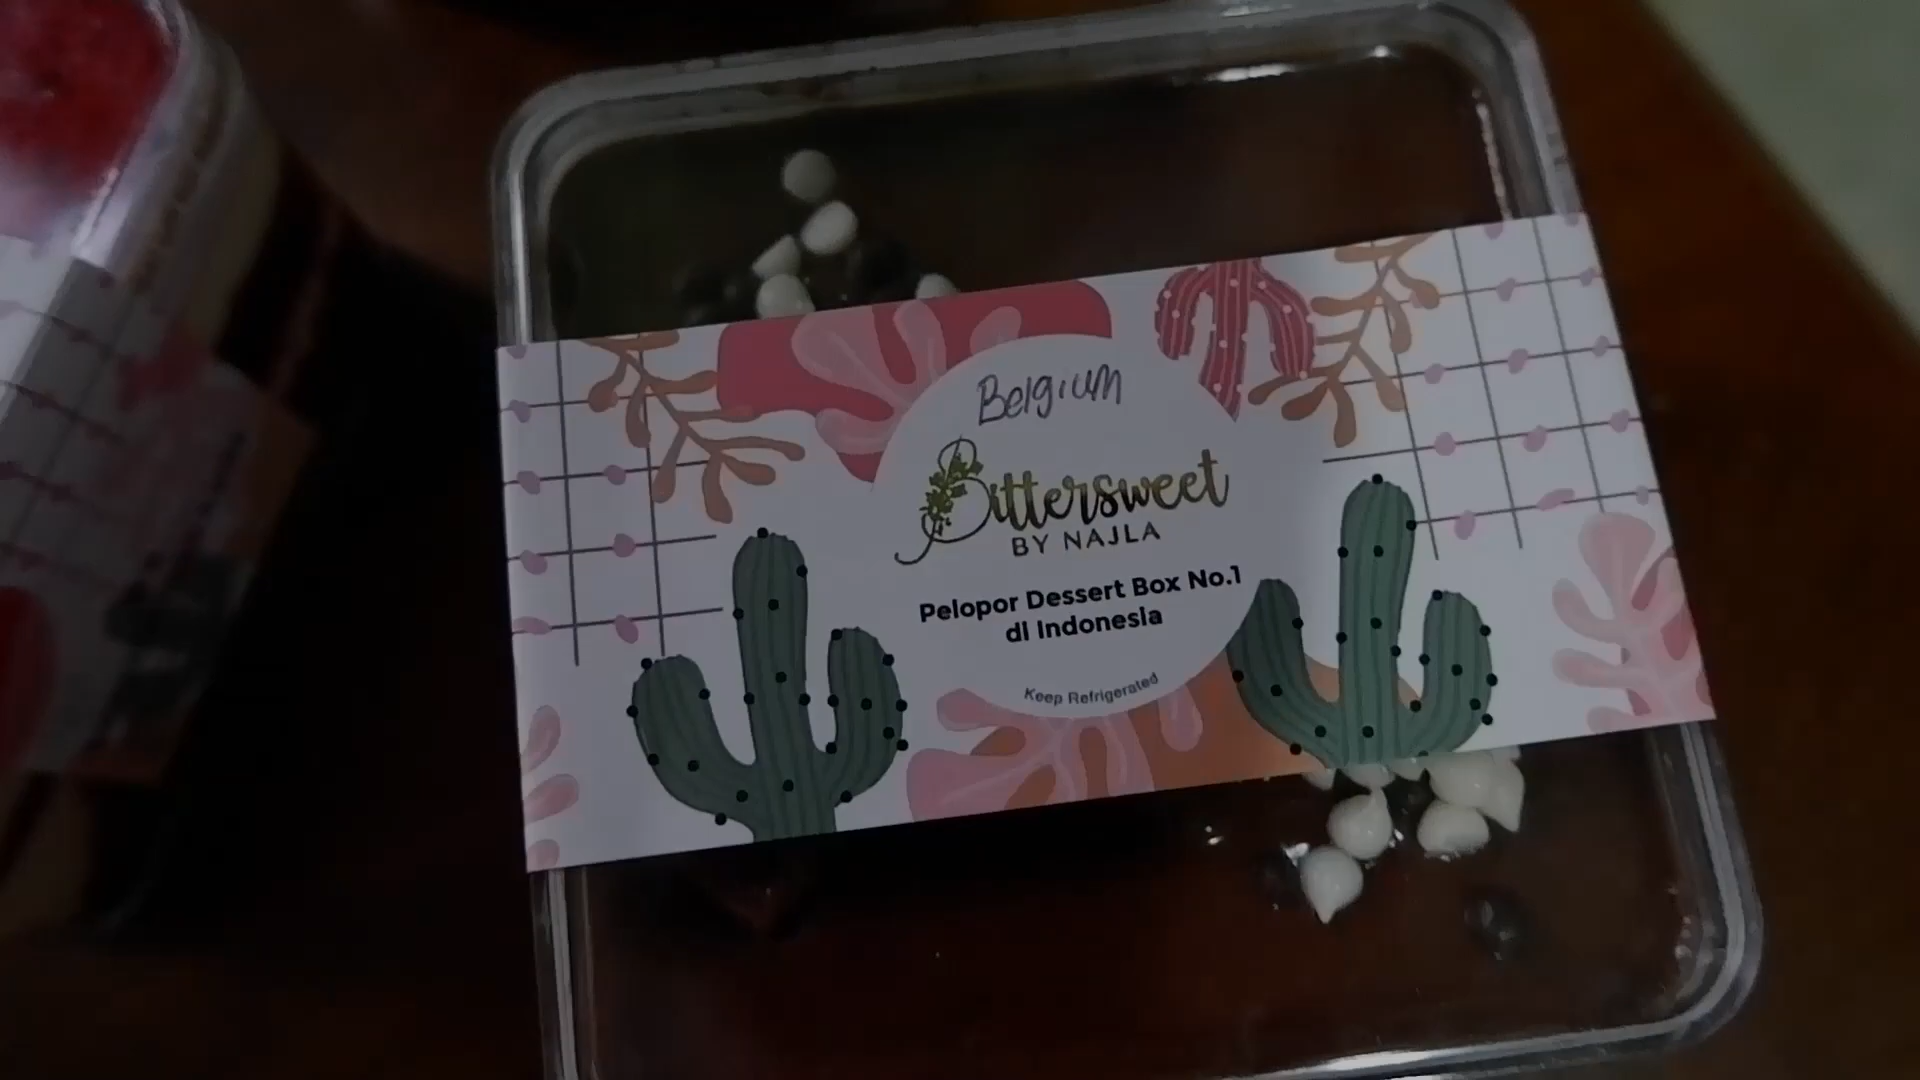 Belgium
Bittersweet
BY NAJLA
Pelopor Dessert Box No.1
di Indonesia
Keep Refrigerated